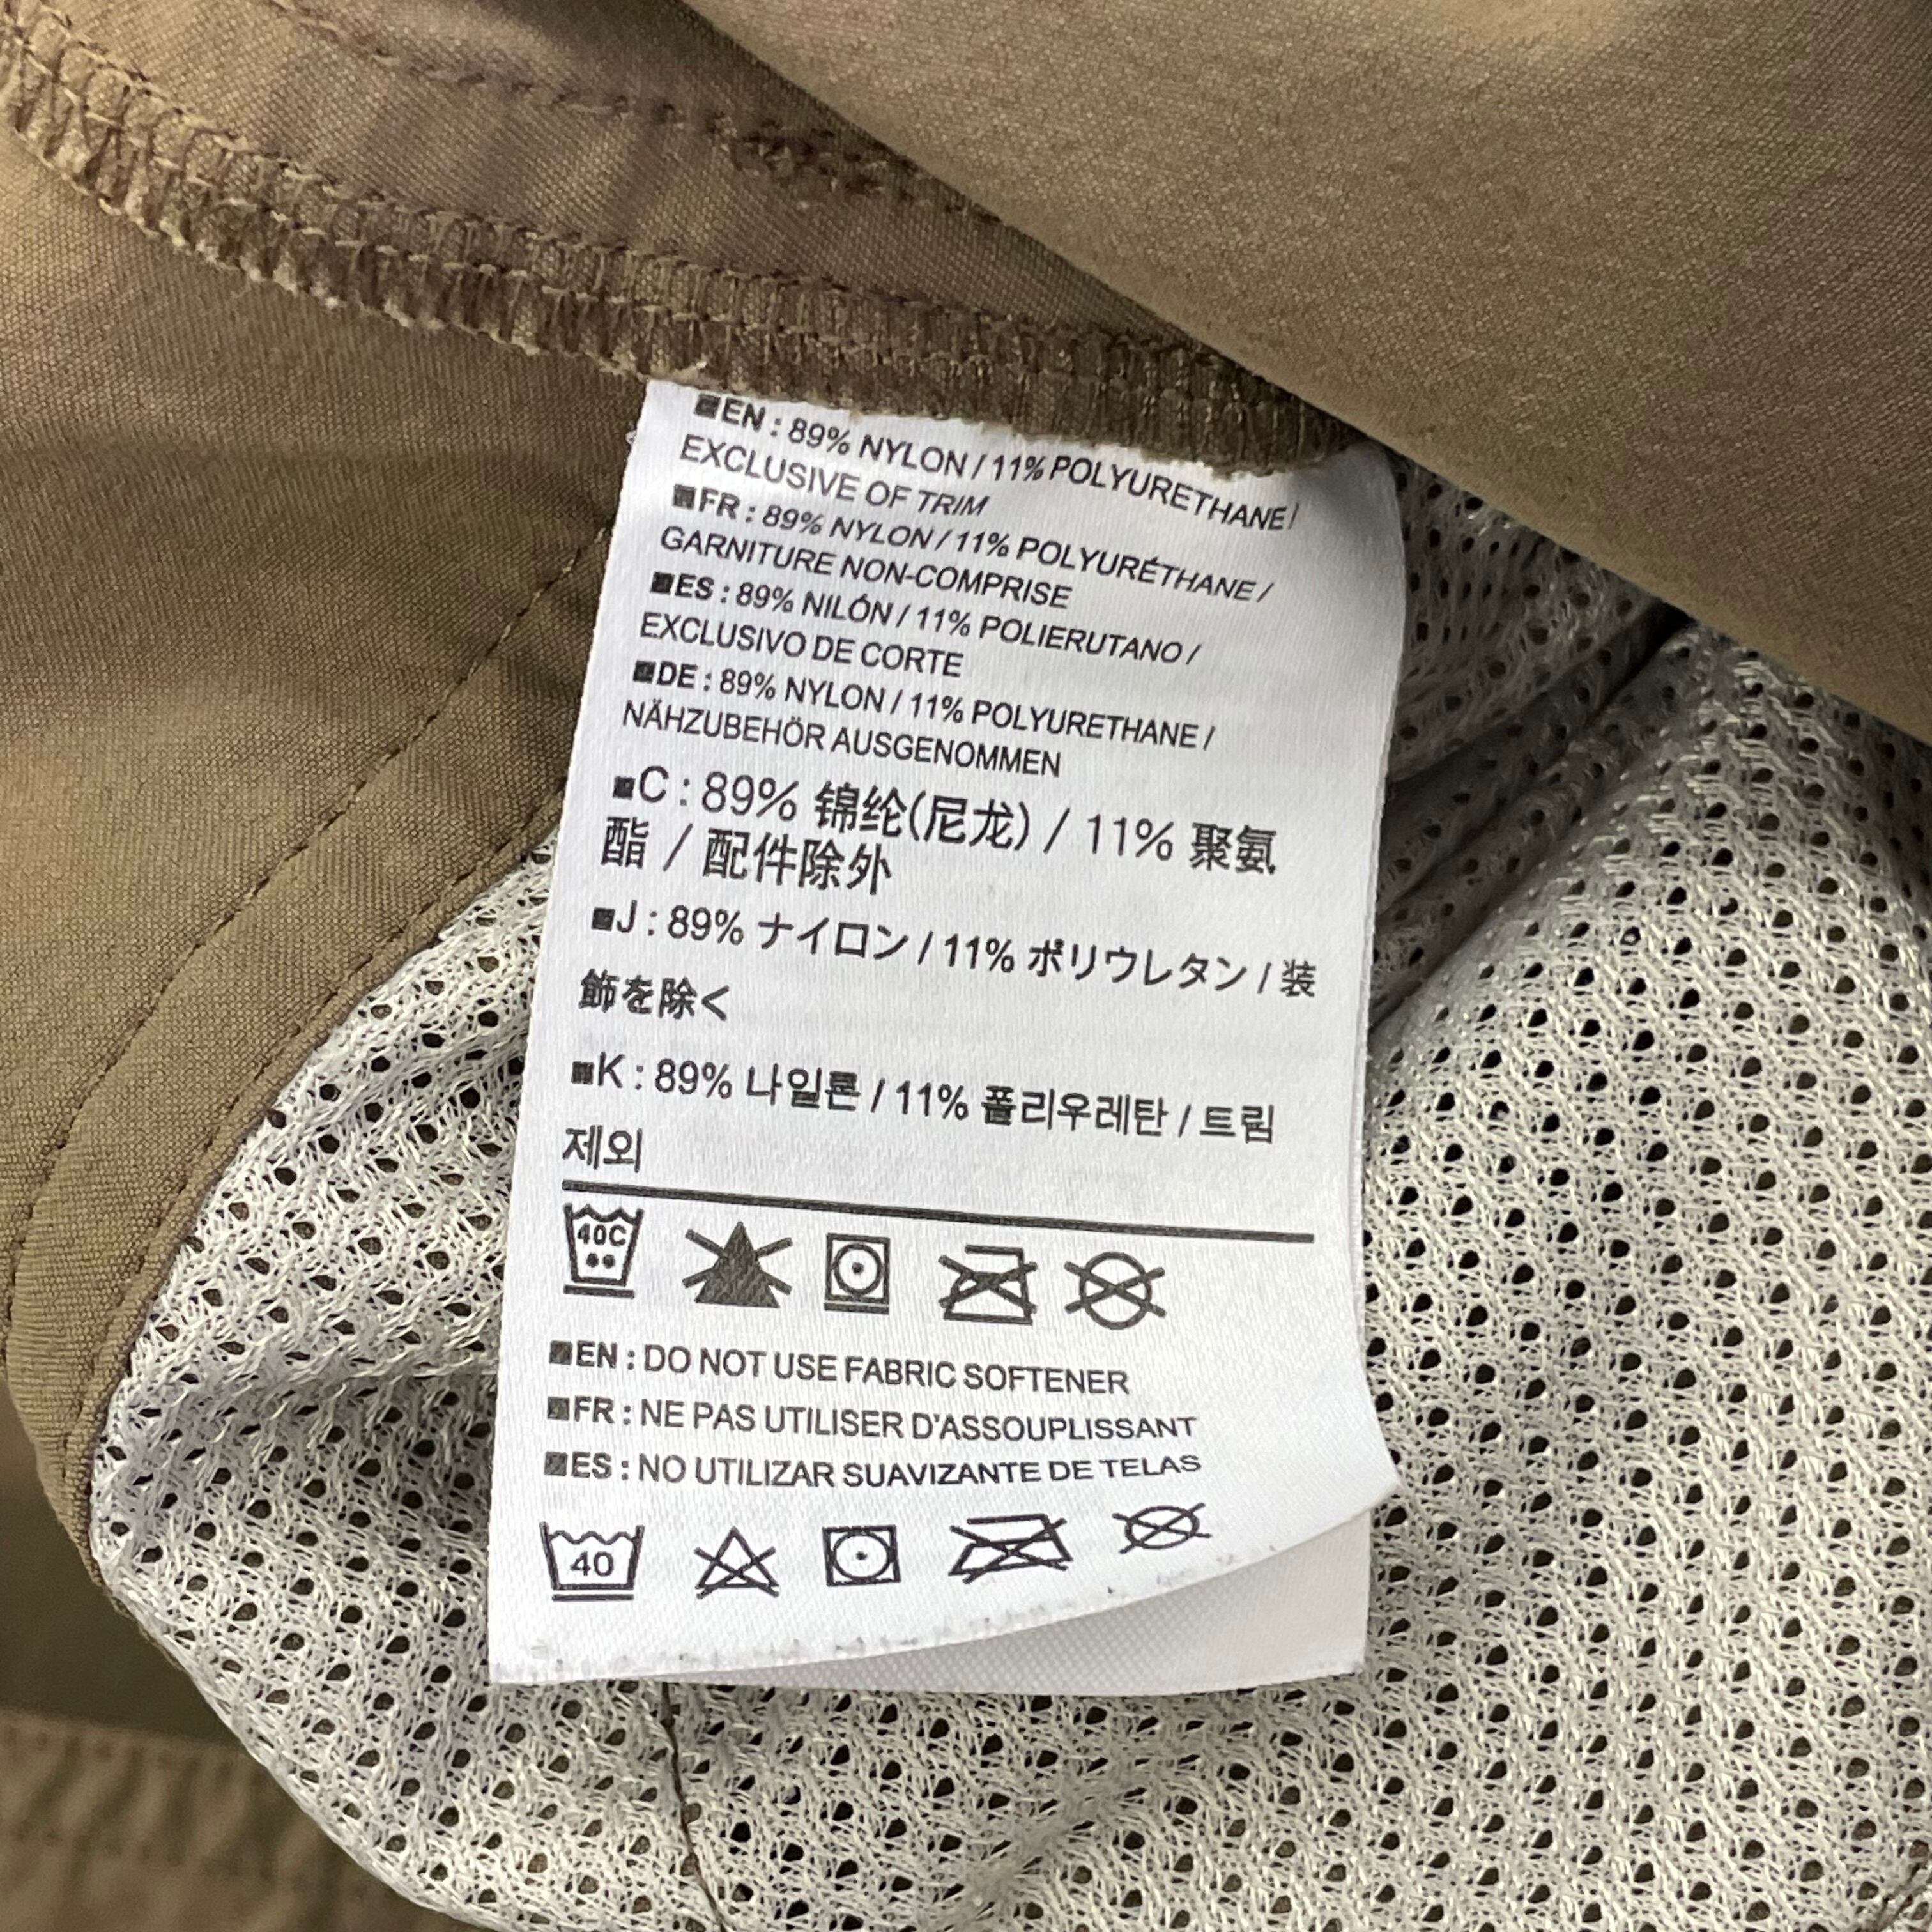 ■EN : 89% NYLON / 11% POLYURETHANE /
EXCLUSIVE OF TRIM
■FR : 89% NYLON / 11% POLYURÉTHANE /
GARNITURE NON-COMPRISE
■ES : 89% NILÓN / 11% POLIERUTANO /
EXCLUSIVO DE CORTE
■DE : 89% NYLON / 11% POLYURETHANE /
NÄHZUBEHÖR AUSGENOMMEN
■C : 89% 锦纶(尼龙) / 11% 聚氨
酯 / 配件除外
■J : 89% ナイロン / 11% ポリウレタン / 装
飾を除く
■K : 89% 나일론 / 11% 폴리우레탄 / 트림
제외
40C
■EN : DO NOT USE FABRIC SOFTENER
■FR : NE PAS UTILISER D'ASSOUPLISSANT
■ES : NO UTILIZAR SUAVIZANTE DE TELAS
40